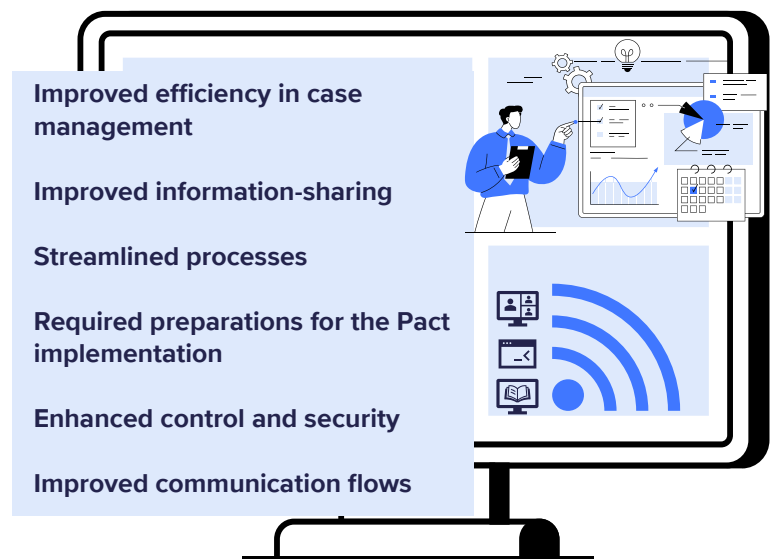 Improved efficiency in case
management
Improved information-sharing
Streamlined processes
Required preparations for the Pact
implementation
Enhanced control and security
Improved communication flows